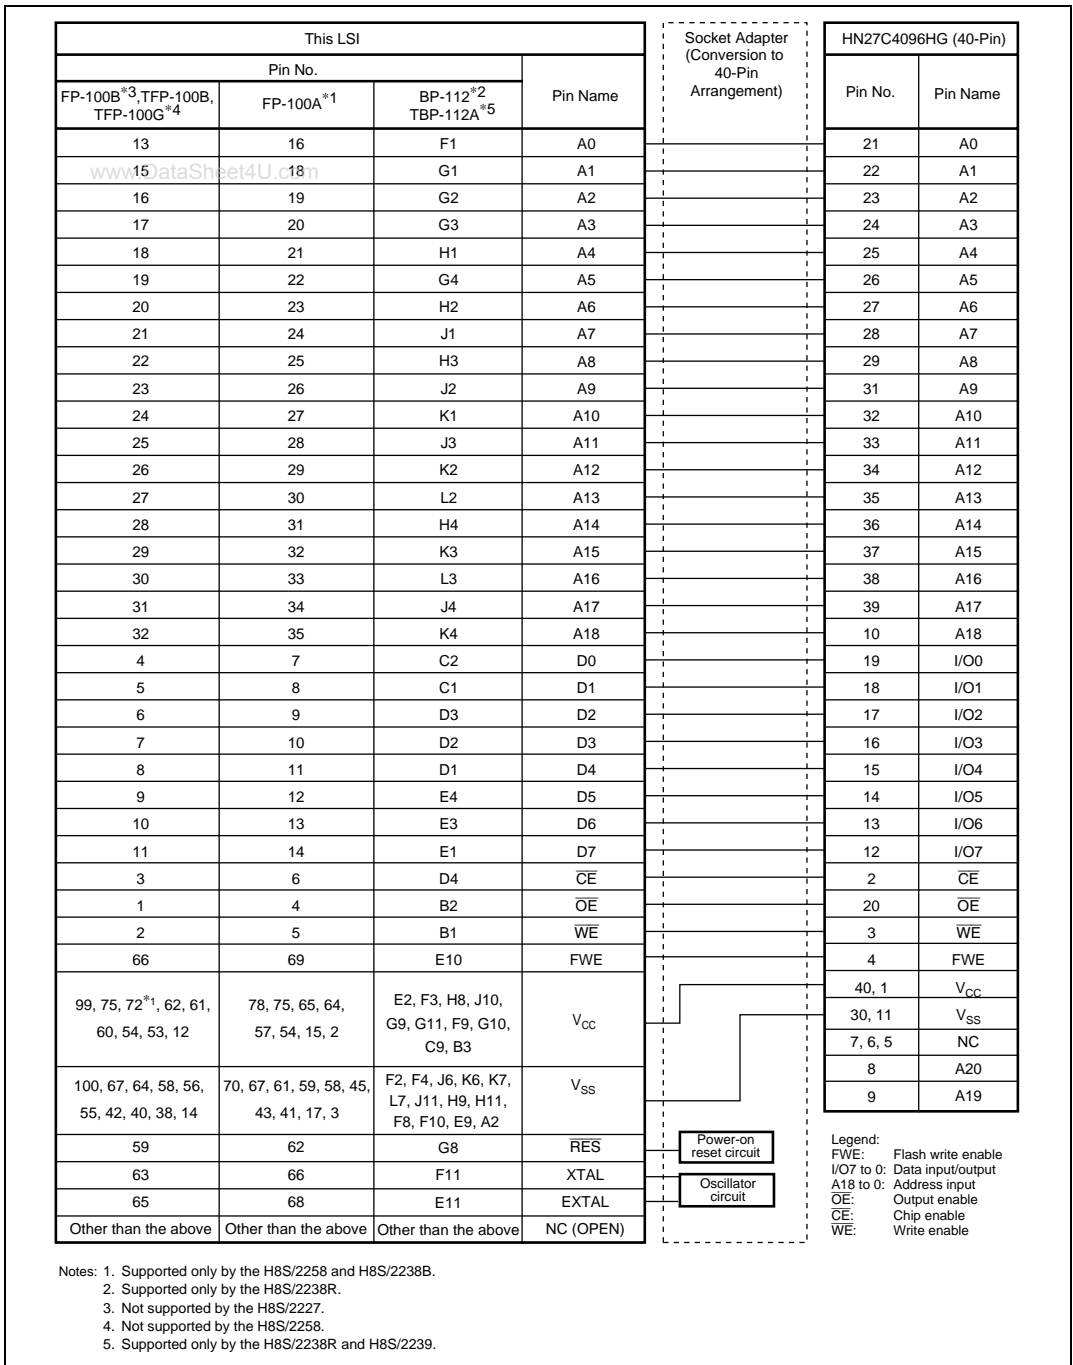 This LSI
Socket Adapter
(Conversion to
40-Pin
Arrangement)
HN27C4096HG (40-Pin)
Pin No.
Pin Name
Pin No.
Pin Name
FP-100B*3,TFP-100B,
TFP-100G*4
FP-100A*1
BP-112*2
TBP-112A*5
13 16 F1 A0 21 A0
www.DataSheet4U.com
15 18 G1 A1 22 A1
16 19 G2 A2 23 A2
17 20 G3 A3 24 A3
18 21 H1 A4 25 A4
19 22 G4 A5 26 A5
20 23 H2 A6 27 A6
21 24 J1 A7 28 A7
22 25 H3 A8 29 A8
23 26 J2 A9 31 A9
24 27 K1 A10 32 A10
25 28 J3 A11 33 A11
26 29 K2 A12 34 A12
27 30 L2 A13 35 A13
28 31 H4 A14 36 A14
29 32 K3 A15 37 A15
30 33 L3 A16 38 A16
31 34 J4 A17 39 A17
32 35 K4 A18 10 A18
4 7 C2 D0 19 I/O0
5 8 C1 D1 18 I/O1
6 9 D3 D2 17 I/O2
7 10 D2 D3 16 I/O3
8 11 D1 D4 15 I/O4
9 12 E4 D5 14 I/O5
10 13 E3 D6 13 I/O6
11 14 E1 D7 12 I/O7
3 6 D4 CE 2 CE
1 4 B2 OE 20 OE
2 5 B1 WE 3 WE
66 69 E10 FWE 4 FWE
99, 75, 72*1, 62, 61,
60, 54, 53, 12
78, 75, 65, 64,
57, 54, 15, 2
E2, F3, H8, J10,
G9, G11, F9, G10,
C9, B3
VCC
40, 1 VCC
30, 11 VSS
7, 6, 5 NC
8 A20
9 A19
100, 67, 64, 58, 56,
55, 42, 40, 38, 14
70, 67, 61, 59, 58, 45,
43, 41, 17, 3
F2, F4, J6, K6, K7,
L7, J11, H9, H11,
F8, F10, E9, A2
VSS
59 62 G8 RES
Power-on
reset circuit
63 66 F11 XTAL
Oscillator
circuit
65 68 E11 EXTAL
Other than the above Other than the above Other than the above NC (OPEN)
Legend:
FWE: Flash write enable
I/O7 to 0: Data input/output
A18 to 0: Address input
OE: Output enable
CE: Chip enable
WE: Write enable
Notes: 1. Supported only by the H8S/2258 and H8S/2238B.
2. Supported only by the H8S/2238R.
3. Not supported by the H8S/2227.
4. Not supported by the H8S/2258.
5. Supported only by the H8S/2238R and H8S/2239.